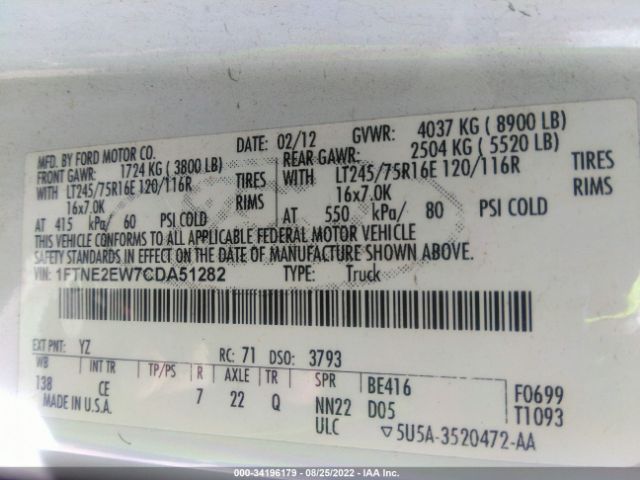 MFD. BY FORD MOTOR CO.
DATE: 02/12 GVWR: 4037 KG ( 8900 LB)
FRONT GAWR: 1724 KG ( 3800 LB)
WITH LT245/75R16E 120/116R TIRES
16x7.0K RIMS
AT 415 kPa/ 60 PSI COLD
REAR GAWR: 2504 KG ( 5520 LB)
WITH LT245/75R16E 120/116R TIRES
16x7.0K RIMS
AT 550 kPa/ 80 PSI COLD
THIS VEHICLE CONFORMS TO ALL APPLICABLE FEDERAL MOTOR VEHICLE
SAFETY STANDARDS IN EFFECT ON THE DATE OF MANUFACTURE SHOWN ABOVE.
VIN: 1FTNE2EW7CDA51282 TYPE: Truck
EXT PNT: YZ RC: 71 DSO: 3793
WB INT TR TP/PS R AXLE TR SPR BE416 F0699
138 CE 7 22 Q NN22 D05 T1093
MADE IN U.S.A. ULC ▽5U5A-3520472-AA
000-34196179 - 08/25/2022 - IAA Inc.